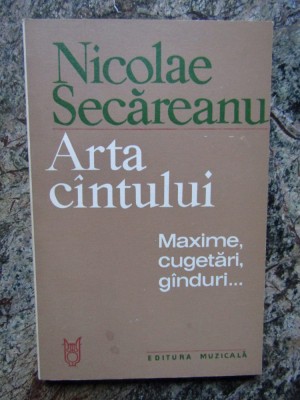 Nicolae
Secăreanu
Arta
cîntului
Maxime,
cugetări,
gînduri...
EDITURA MUZICALĂ